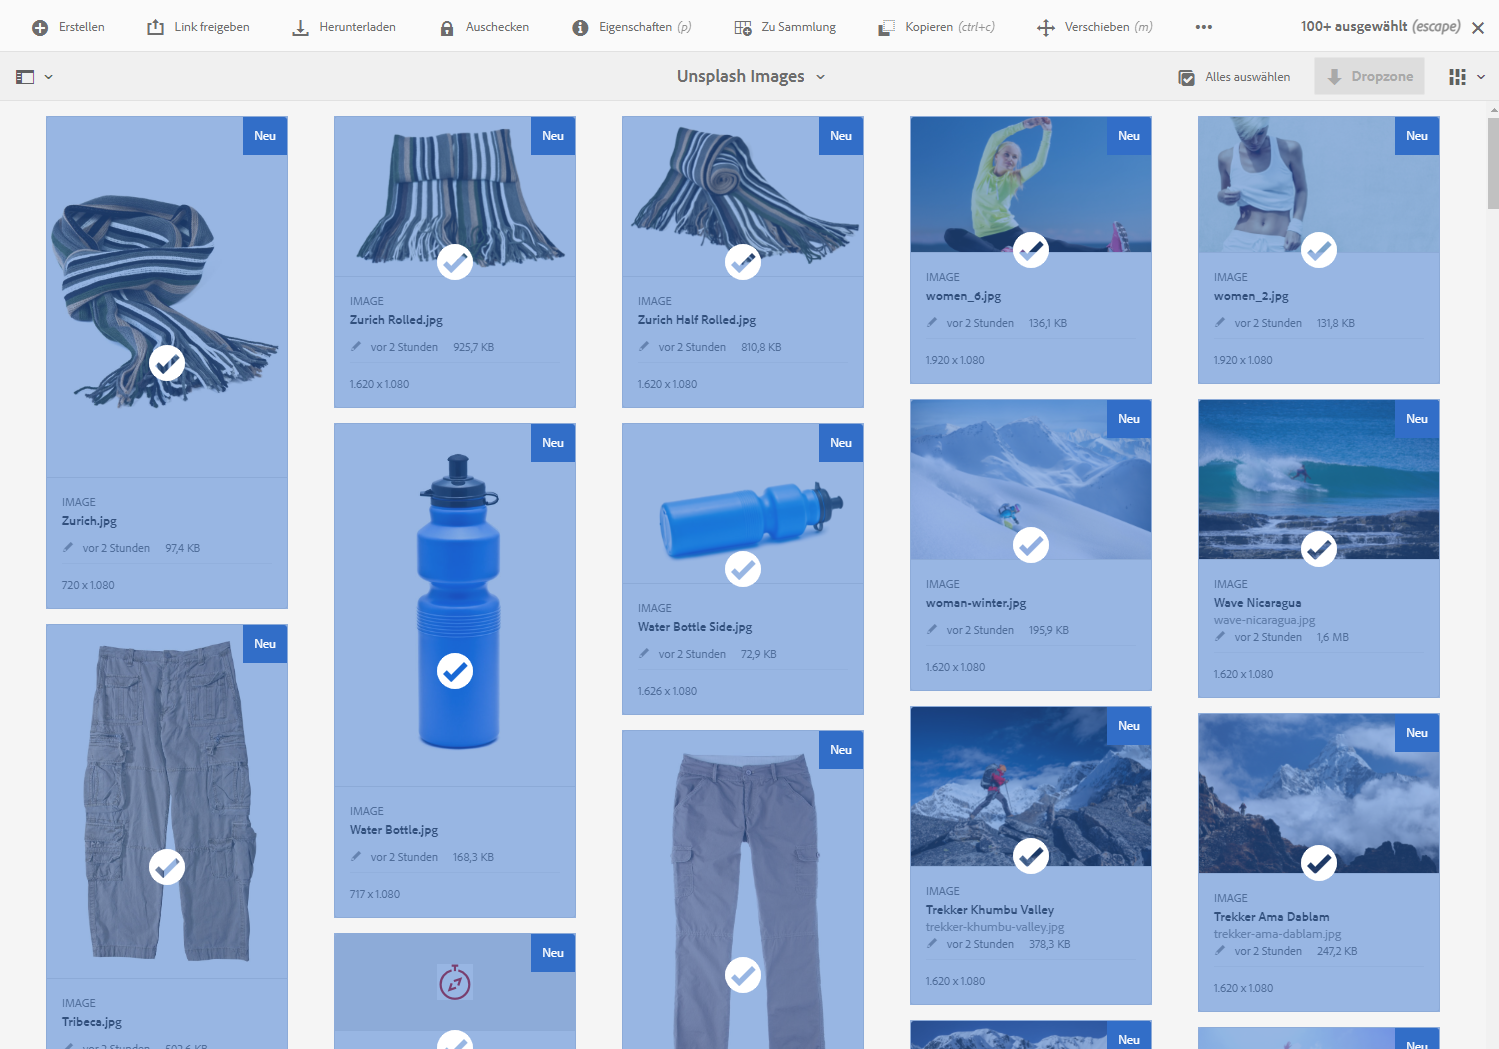 Erstellen
Link freigeben
Herunterladen
Auschecken
Eigenschaften (p)
Zu Sammlung
Kopieren (ctrl+c)
Verschieben (m)
100+ ausgewählt (escape)
Unsplash Images
Alles auswählen
Dropzone
Neu
IMAGE
Zurich.jpg
vor 2 Stunden 97,4 KB
720 x 1.080
Neu
IMAGE
Tribeca.jpg
vor 2 Stunden
Neu
IMAGE
Zurich Rolled.jpg
vor 2 Stunden 925,7 KB
1.620 x 1.080
Neu
IMAGE
Water Bottle.jpg
vor 2 Stunden 168,3 KB
717 x 1.080
Neu
Neu
IMAGE
Zurich Half Rolled.jpg
vor 2 Stunden 810,8 KB
1.620 x 1.080
Neu
IMAGE
Water Bottle Side.jpg
vor 2 Stunden 72,9 KB
1.626 x 1.080
Neu
Neu
IMAGE
women_6.jpg
vor 2 Stunden 136,1 KB
1.920 x 1.080
Neu
IMAGE
woman-winter.jpg
vor 2 Stunden 195,9 KB
1.620 x 1.080
Neu
IMAGE
Trekker Khumbu Valley
trekker-khumbu-valley.jpg
vor 2 Stunden 378,3 KB
1.620 x 1.080
Neu
Neu
IMAGE
women_2.jpg
vor 2 Stunden 131,8 KB
1.920 x 1.080
Neu
IMAGE
Wave Nicaragua
wave-nicaragua.jpg
vor 2 Stunden 1,6 MB
1.620 x 1.080
Neu
IMAGE
Trekker Ama Dablam
trekker-ama-dablam.jpg
vor 2 Stunden 247,2 KB
1.620 x 1.080
Neu